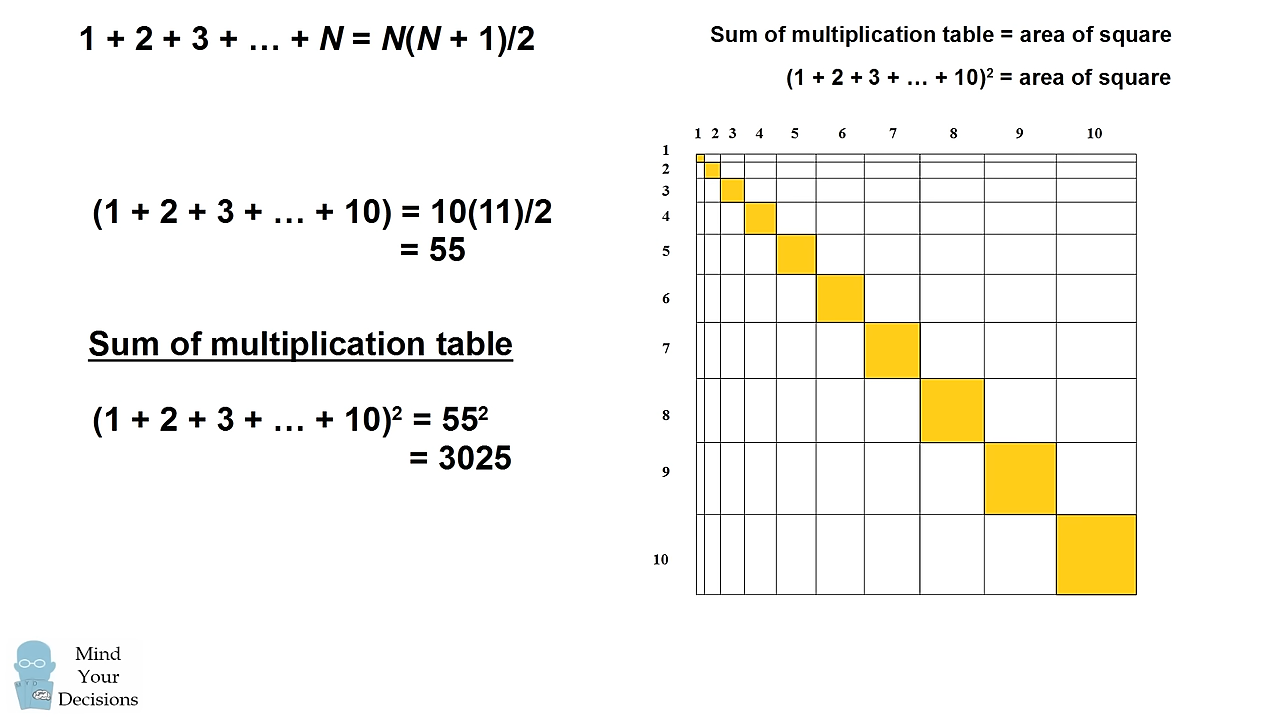 1 + 2 + 3 + … + N = N(N + 1)/2
(1 + 2 + 3 + … + 10) = 10(11)/2
= 55
Sum of multiplication table
(1 + 2 + 3 + … + 10)² = 55²
= 3025
Sum of multiplication table = area of square
(1 + 2 + 3 + … + 10)² = area of square
1 2 3 4 5 6 7 8 9 10
1
2
3
4
5
6
7
8
9
10
Mind
Your
Decisions